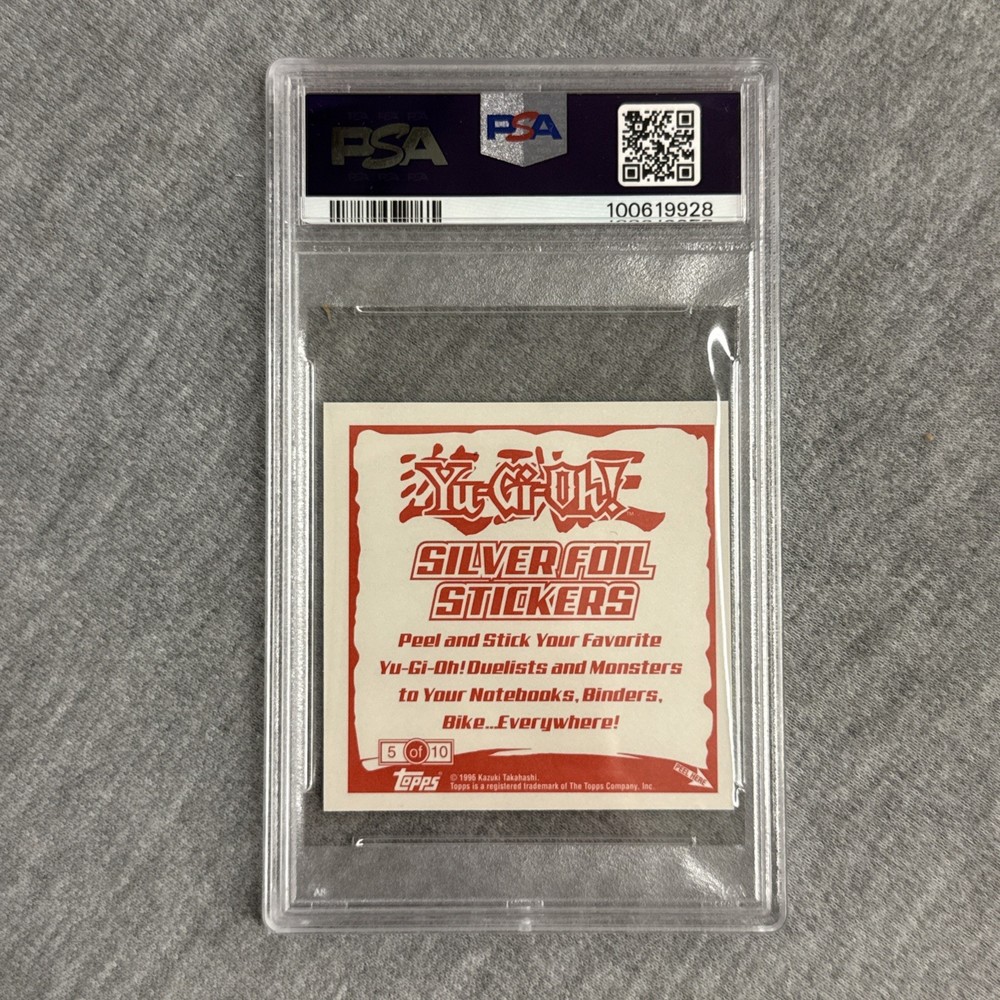 PSA
PSA
100619928
Yu-Gi-Oh!
SILVER FOIL
STICKERS
Peel and Stick Your Favorite
Yu-Gi-Oh! Duelists and Monsters
to Your Notebooks, Binders,
Bike...Everywhere!
5 of 10
PEEL HERE
topps
© 1996 Kazuki Takahashi.
Topps is a registered trademark of The Topps Company, Inc.